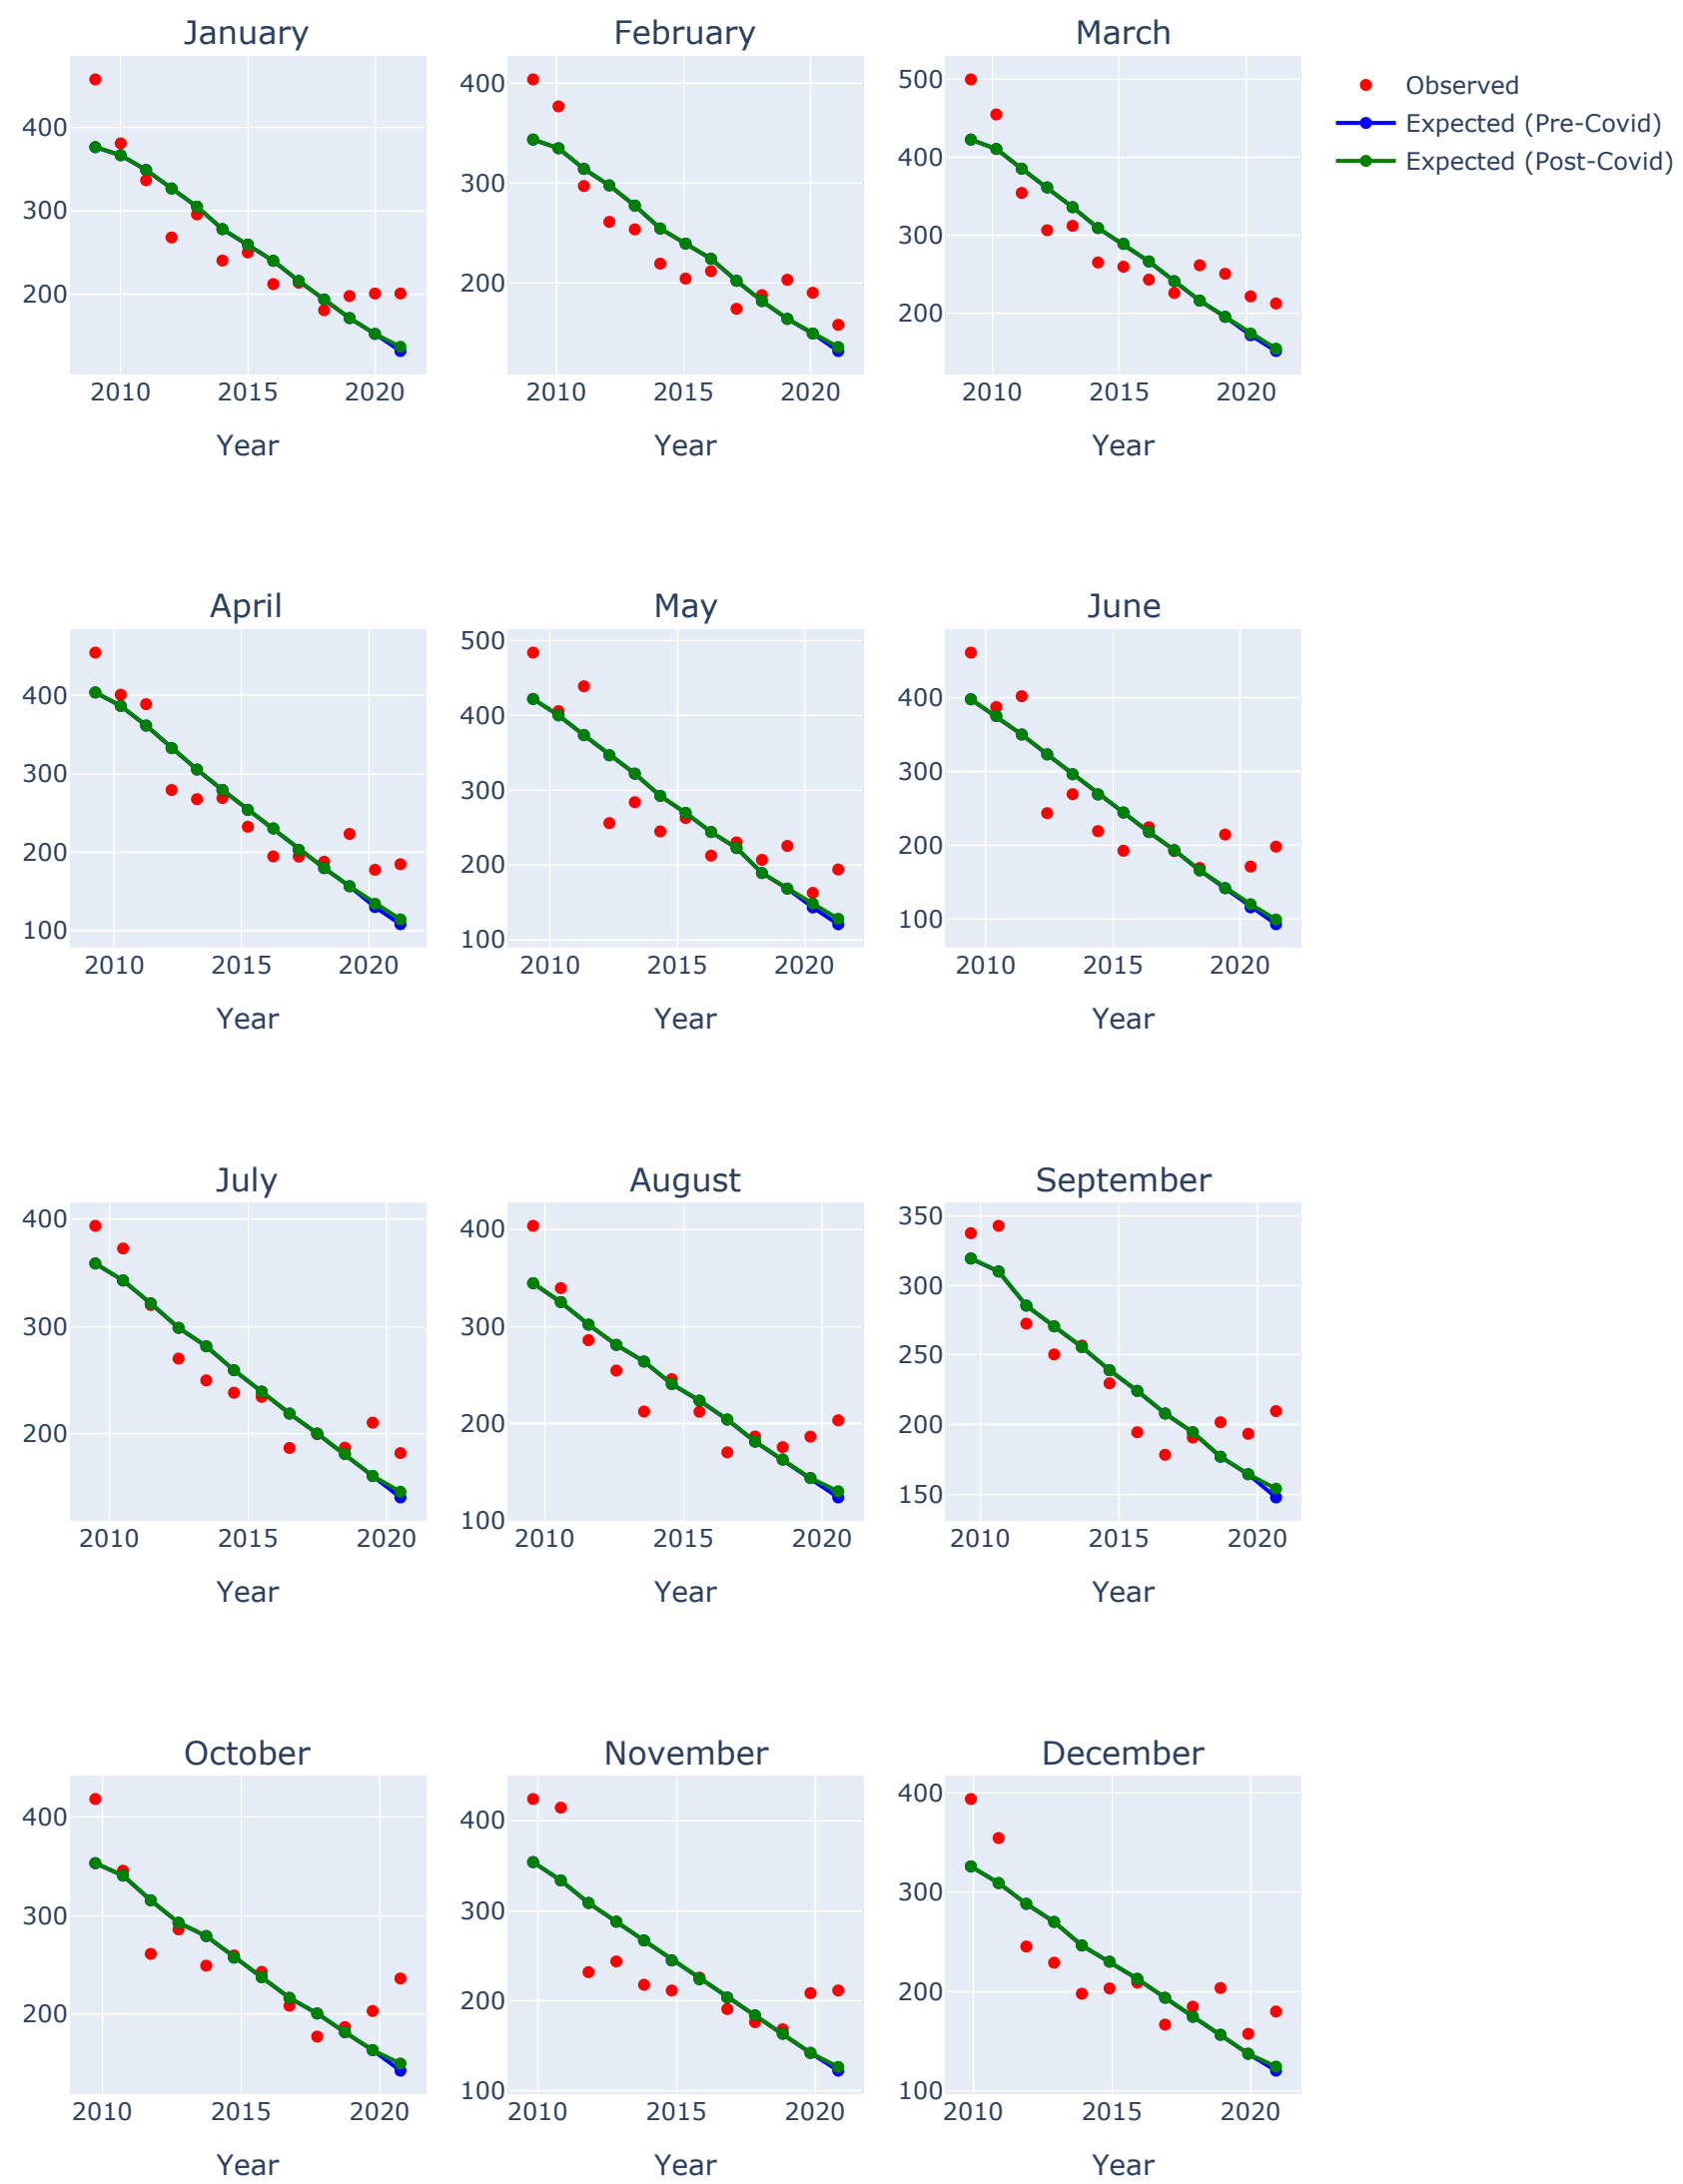 January February March
400
300
200
2010 2015 2020
Year
400
300
200
2010 2015 2020
Year
500
400
300
200
2010 2015 2020
Year
Observed
Expected (Pre-Covid)
Expected (Post-Covid)
April May June
400
300
200
100
2010 2015 2020
Year
500
400
300
200
100
2010 2015 2020
Year
400
300
200
100
2010 2015 2020
Year
July August September
400
300
200
2010 2015 2020
Year
400
300
200
100
2010 2015 2020
Year
350
300
250
200
150
2010 2015 2020
Year
October November December
400
300
200
2010 2015 2020
Year
400
300
200
100
2010 2015 2020
Year
400
300
200
100
2010 2015 2020
Year